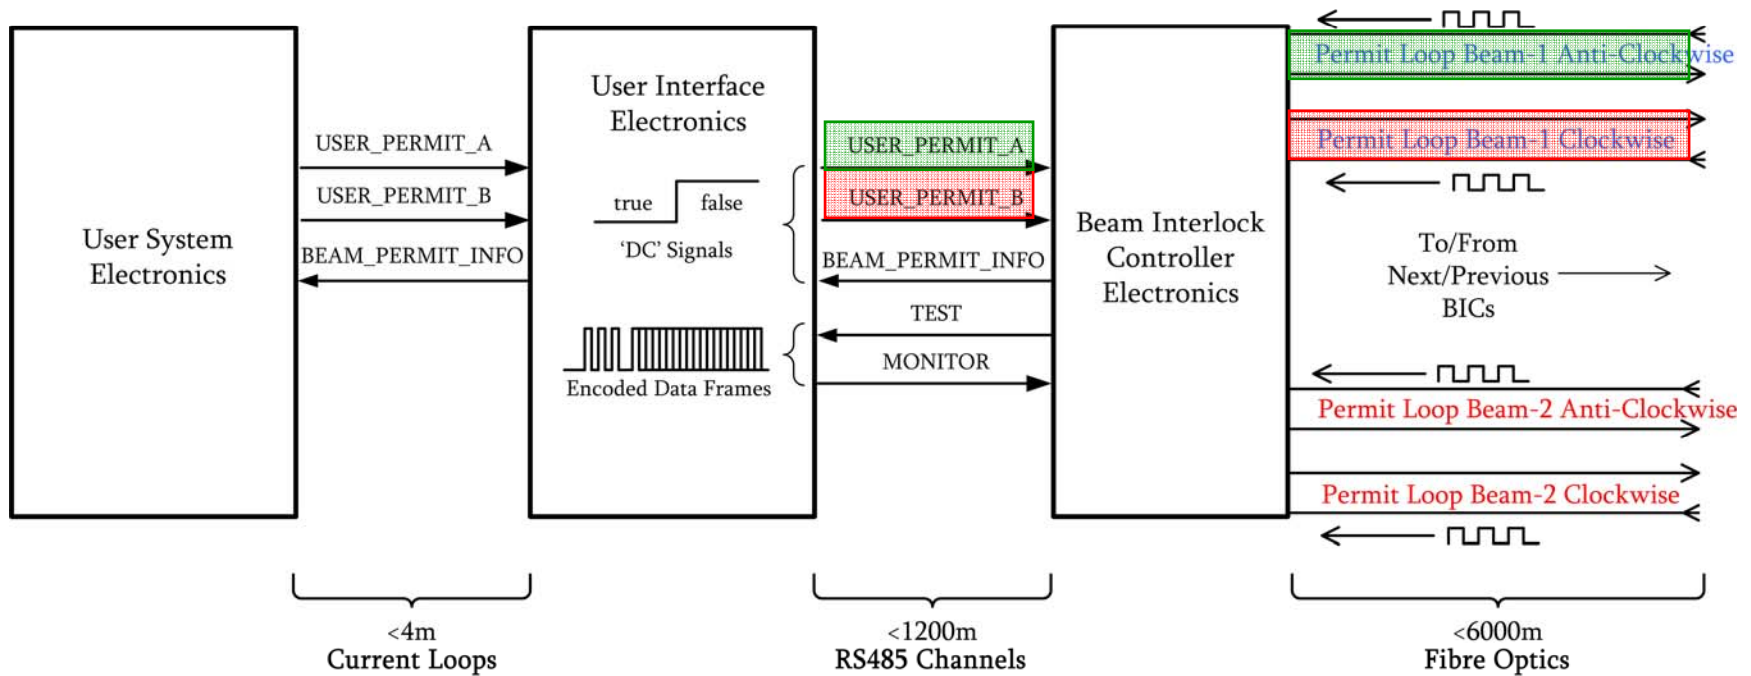 User System
Electronics
USER_PERMIT_A
USER_PERMIT_B
BEAM_PERMIT_INFO
User Interface
Electronics
true
false
‘DC’ Signals
Encoded Data Frames
USER_PERMIT_A
USER_PERMIT_B
BEAM_PERMIT_INFO
TEST
MONITOR
Beam Interlock
Controller
Electronics
Permit Loop Beam-1 Anti-Clockwise
Permit Loop Beam-1 Clockwise
To/From
Next/Previous
BICs
Permit Loop Beam-2 Anti-Clockwise
Permit Loop Beam-2 Clockwise
<4m
Current Loops
<1200m
RS485 Channels
<6000m
Fibre Optics